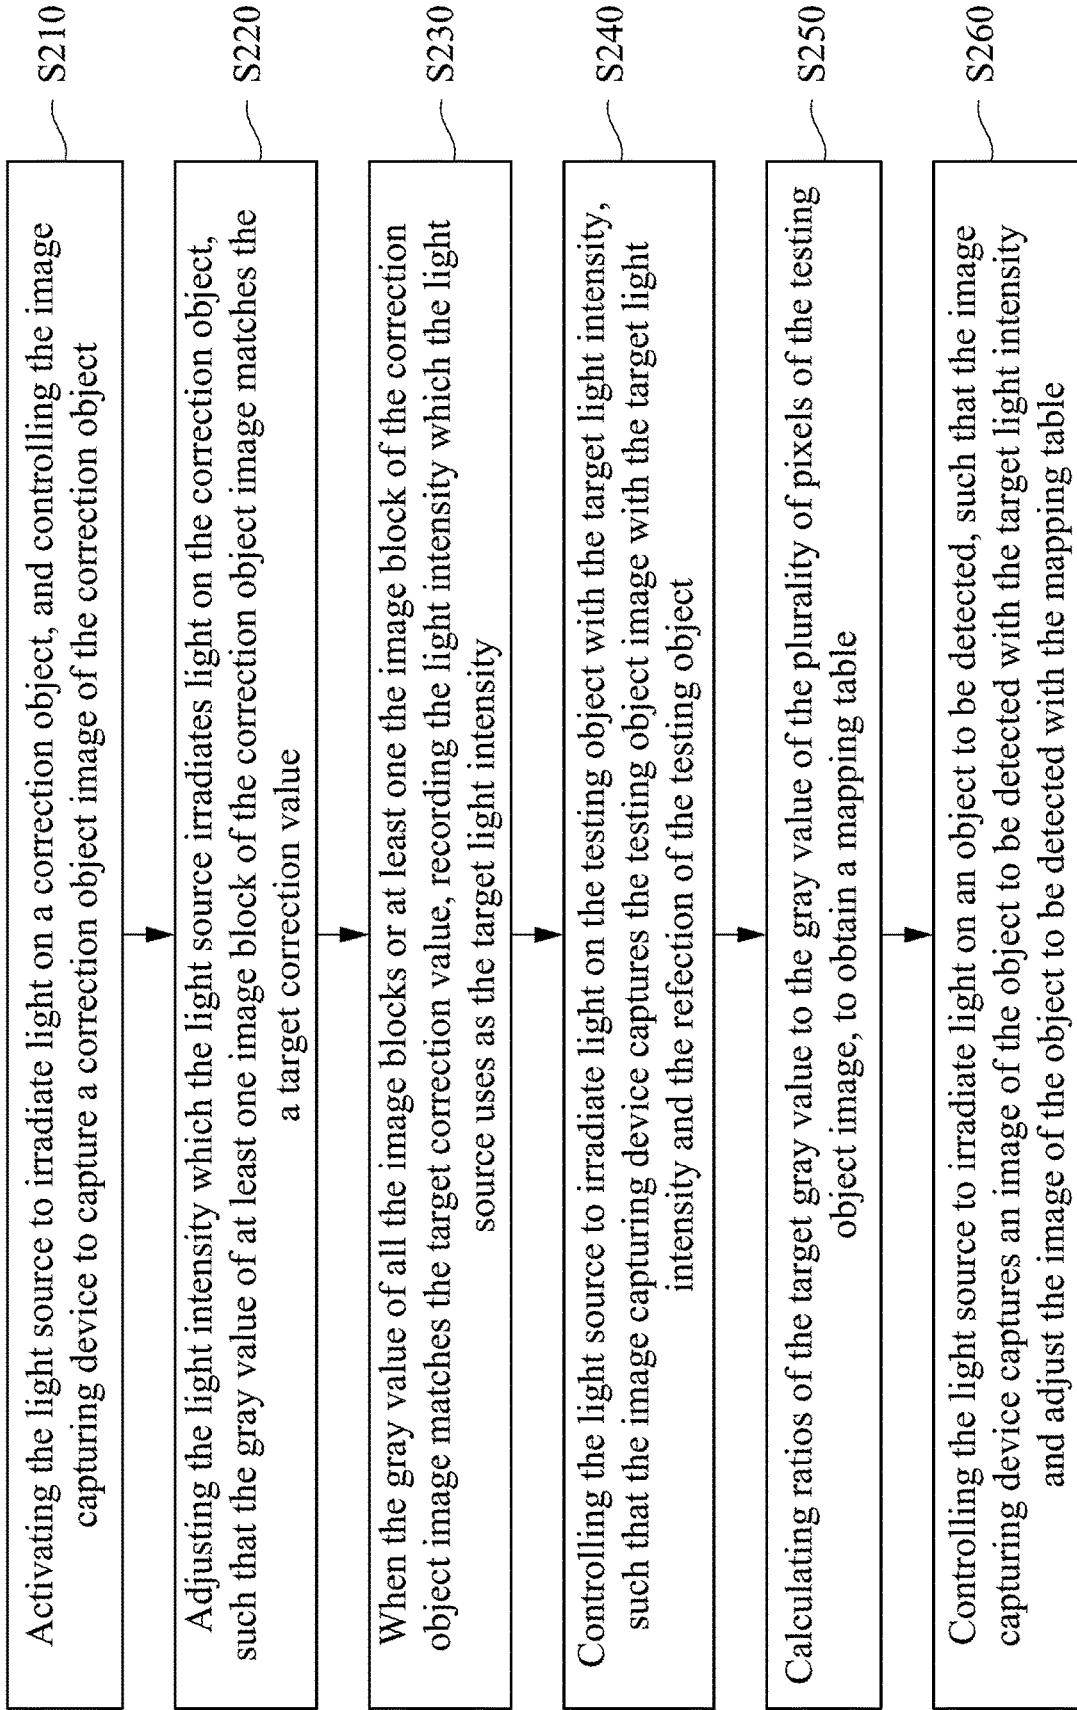 Activating the light source to irradiate light on a correction object, and controlling the image
capturing device to capture a correction object image of the correction object
S210
Adjusting the light intensity which the light source irradiates light on the correction object,
such that the gray value of at least one image block of the correction object image matches the
a target correction value
S220
When the gray value of all the image blocks or at least one the image block of the correction
object image matches the target correction value, recording the light intensity which the light
source uses as the target light intensity
S230
Controlling the light source to irradiate light on the testing object with the target light intensity,
such that the image capturing device captures the testing object image with the target light
intensity and the refection of the testing object
S240
Calculating ratios of the target gray value to the gray value of the plurality of pixels of the testing
object image, to obtain a mapping table
S250
Controlling the light source to irradiate light on an object to be detected, such that the image
capturing device captures an image of the object to be detected with the target light intensity
and adjust the image of the object to be detected with the mapping table
S260